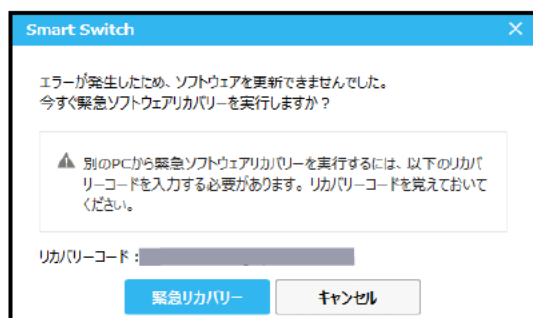 Smart Switch
エラーが発生したため、ソフトウェアを更新できませんでした。
今すぐ緊急ソフトウェアリカバリーを実行しますか？
別のPCから緊急ソフトウェアリカバリーを実行するには、以下のリカバ
リーコードを入力する必要があります。リカバリーコードを覚えておいて
ください。
リカバリーコード：
緊急リカバリー キャンセル